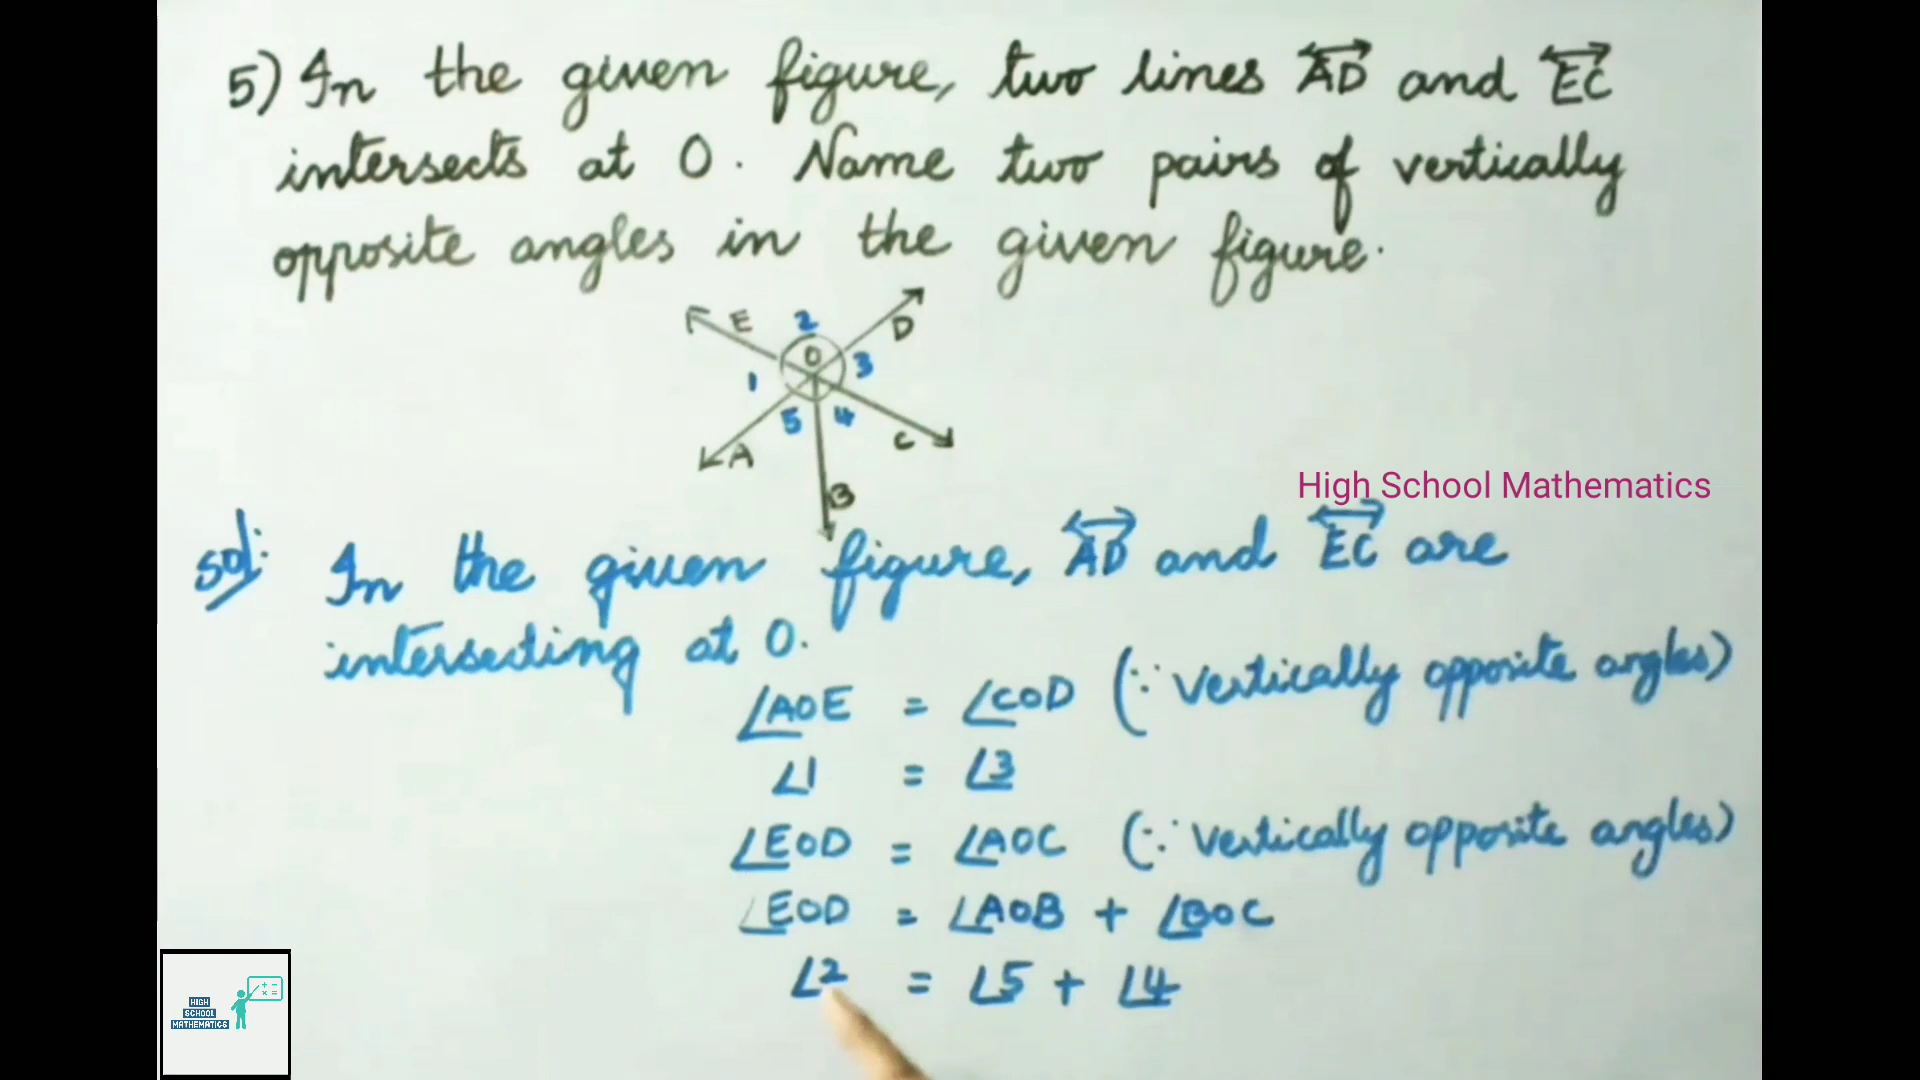 5) In the given figure, two lines AD and EC
intersects at O. Name two pairs of vertically
opposite angles in the given figure.
E 2 D
O 3
1
5 4
A C
B
High School Mathematics
Sol: In the given figure, AD and EC are
intersecting at O.
∠AOE = ∠COD (∵ vertically opposite angles)
∠1 = ∠3
∠EOD = ∠AOC (∵ vertically opposite angles)
∠EOD = ∠AOB + ∠BOC
∠2 = ∠5 + ∠4
HIGH
SCHOOL
MATHEMATICS
+ -
× =